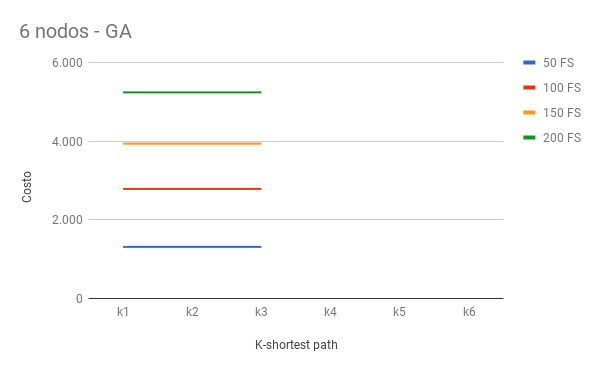 6 nodos - GA
6.000
4.000
2.000
0
Costo
k1 k2 k3 k4 k5 k6
K-shortest path
50 FS
100 FS
150 FS
200 FS